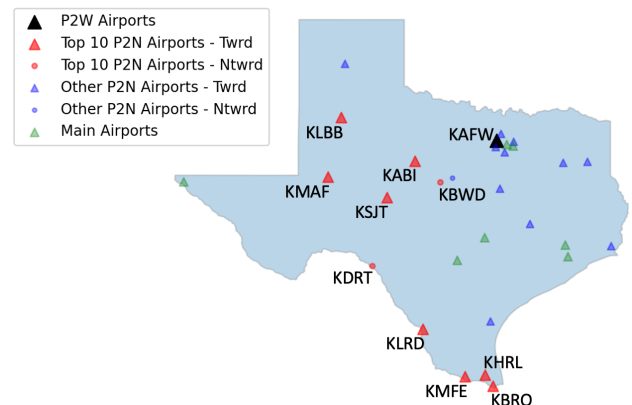 P2W Airports
Top 10 P2N Airports - Twrd
Top 10 P2N Airports - Ntwrd
Other P2N Airports - Twrd
Other P2N Airports - Ntwrd
Main Airports
KLBB
KAFW
KABI
KMAF
KBWD
KSJT
KDRT
KLRD
KHRL
KMFE
KBRO